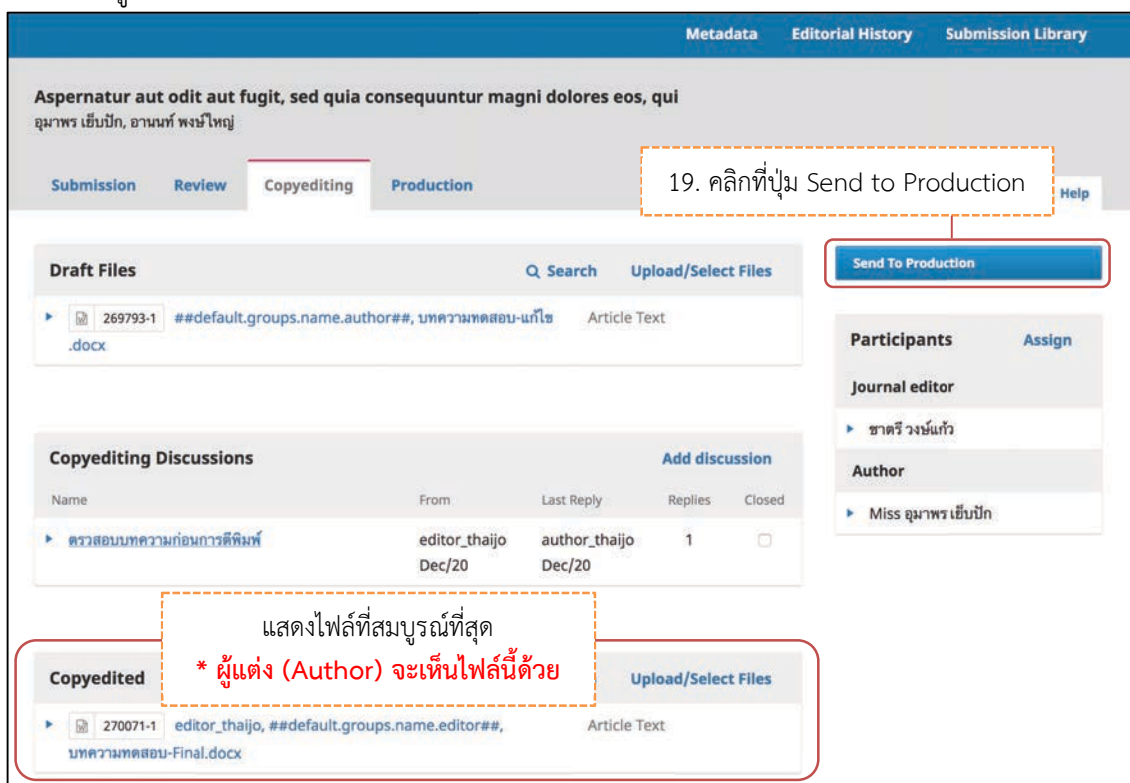 Metadata Editorial History Submission Library
Aspernatur aut odit aut fugit, sed quia consequuntur magni dolores eos, qui
อุมาพร เย็บปัก, อานนท์ พงษ์ใหญ่
Submission Review Copyediting Production
19. คลิกที่ปุ่ม Send to Production
Help
Draft Files Search Upload/Select Files
Send To Production
269793-1 ##default.groups.name.author##, บทความทดสอบ-แก้ไข Article Text
.docx
Participants Assign
Journal editor
ชาตรี วงษ์แก้ว
Author
Miss อุมาพร เย็บปัก
Copyediting Discussions Add discussion
Name From Last Reply Replies Closed
ตรวสอบบทความก่อนการตีพิมพ์ editor_thaijo author_thaijo 1
Dec/20 Dec/20
แสดงไฟล์ที่สมบูรณ์ที่สุด
* ผู้แต่ง (Author) จะเห็นไฟล์นี้ด้วย
Copyedited Upload/Select Files
270071-1 editor_thaijo, ##default.groups.name.editor##, Article Text
บทความทดสอบ-Final.docx